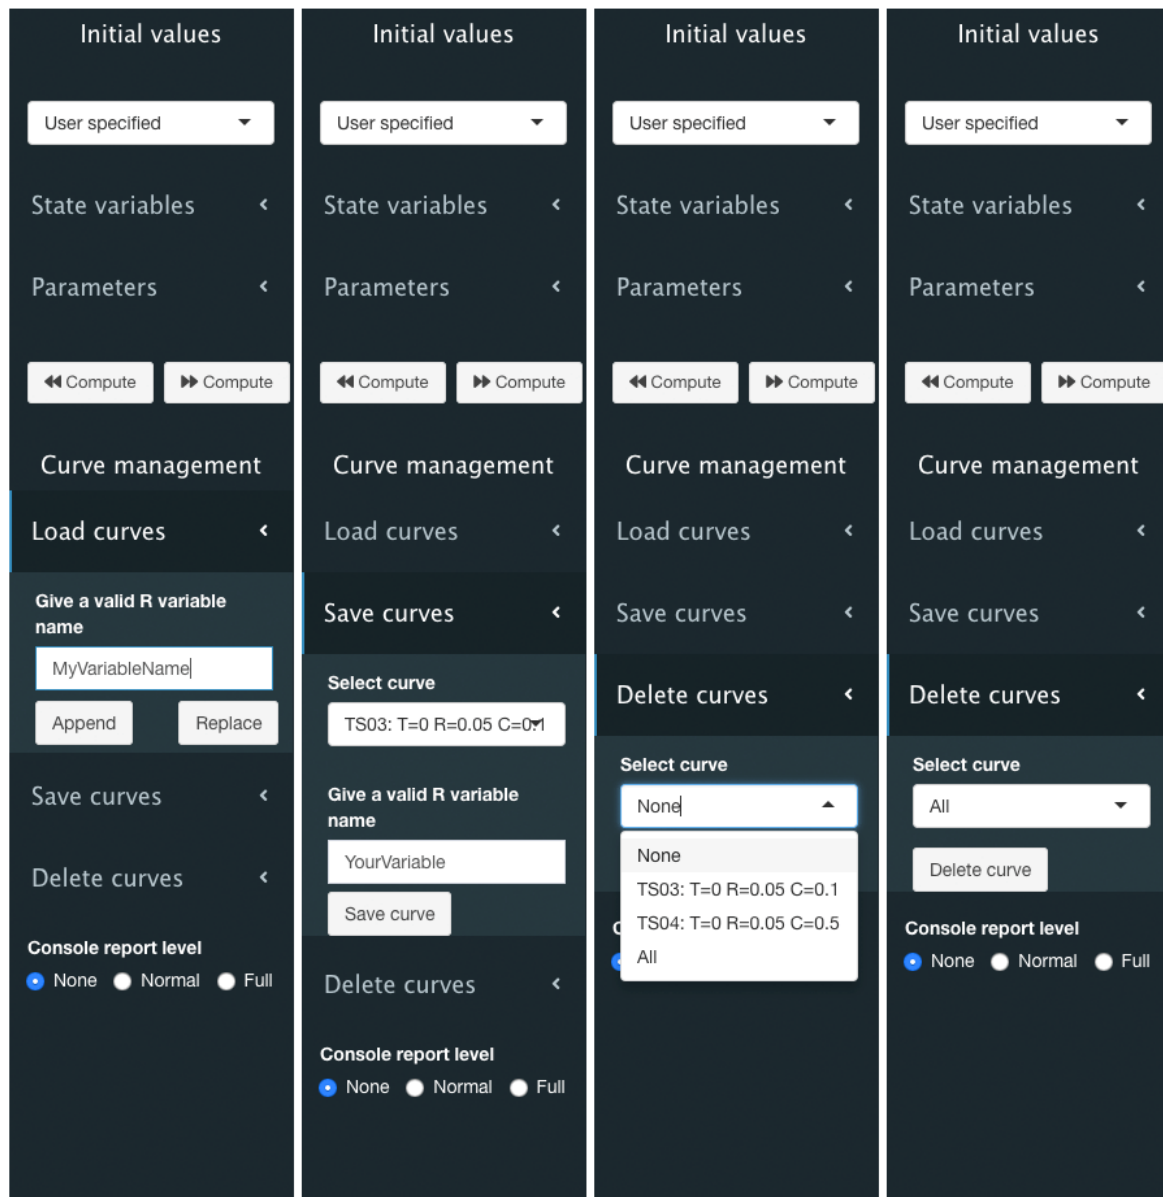 Initial values
User specified
State variables
Parameters
Compute Compute
Curve management
Load curves
Give a valid R variable
name
MyVariableName
Append Replace
Save curves
Delete curves
Console report level
None Normal Full
Initial values
User specified
State variables
Parameters
Compute Compute
Curve management
Load curves
Save curves
Select curve
TS03: T=0 R=0.05 C=0.1
Give a valid R variable
name
YourVariable
Save curve
Delete curves
Console report level
None Normal Full
Initial values
User specified
State variables
Parameters
Compute Compute
Curve management
Load curves
Save curves
Delete curves
Select curve
None
None
TS03: T=0 R=0.05 C=0.1
TS04: T=0 R=0.05 C=0.5
All
Initial values
User specified
State variables
Parameters
Compute Compute
Curve management
Load curves
Save curves
Delete curves
Select curve
All
Delete curve
Console report level
None Normal Full